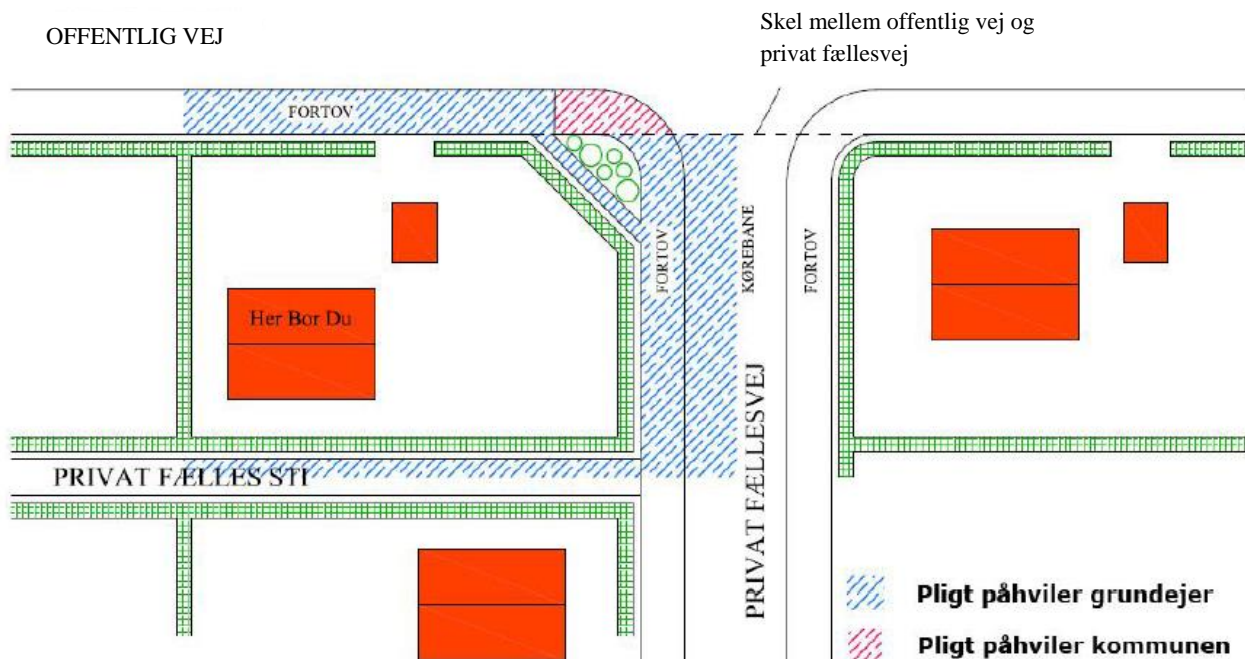 OFFENTLIG VEJ
Skel mellem offentlig vej og
privat fællesvej
FORTOV
Her Bor Du
FORTOV
KØREBANE
FORTOV
PRIVAT FÆLLESVEJ
PRIVAT FÆLLES STI
Pligt påhviler grundejer
Pligt påhviler kommunen